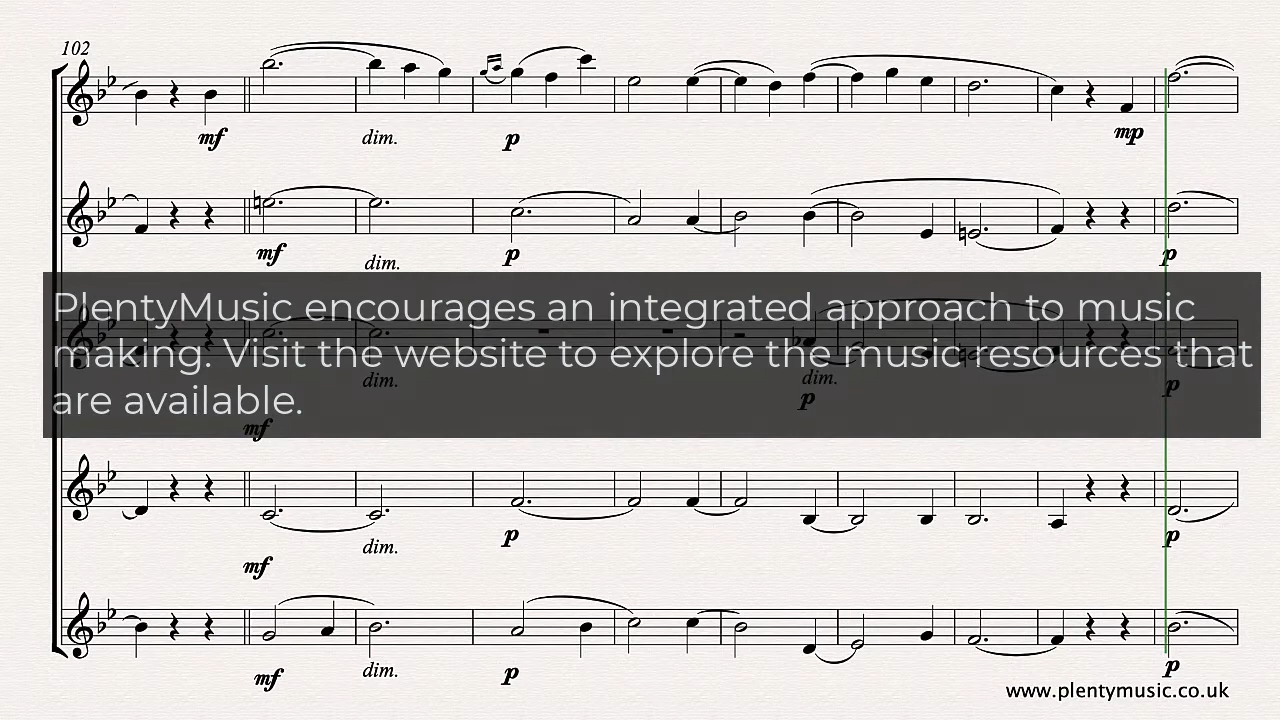 102
mf
dim.
p
mp
mf
dim.
p
p
PlentyMusic encourages an integrated approach to music
making. Visit the website to explore the music resources that
are available.
dim.
dim.
p
p
mf
dim.
p
p
mf
mf
dim.
p
p
www.plentymusic.co.uk